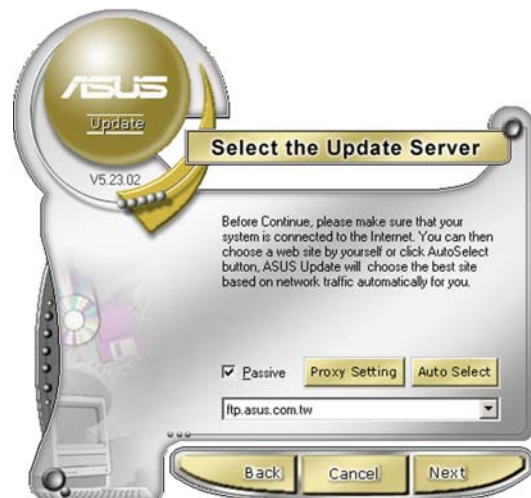 ASUS
Update
V5.23.02
Select the Update Server
Before Continue, please make sure that your
system is connected to the Internet. You can then
choose a web site by yourself or click AutoSelect
button, ASUS Update will choose the best site
based on network traffic automatically for you.
Passive
Proxy Setting
Auto Select
ftp.asus.com.tw
Back
Cancel
Next